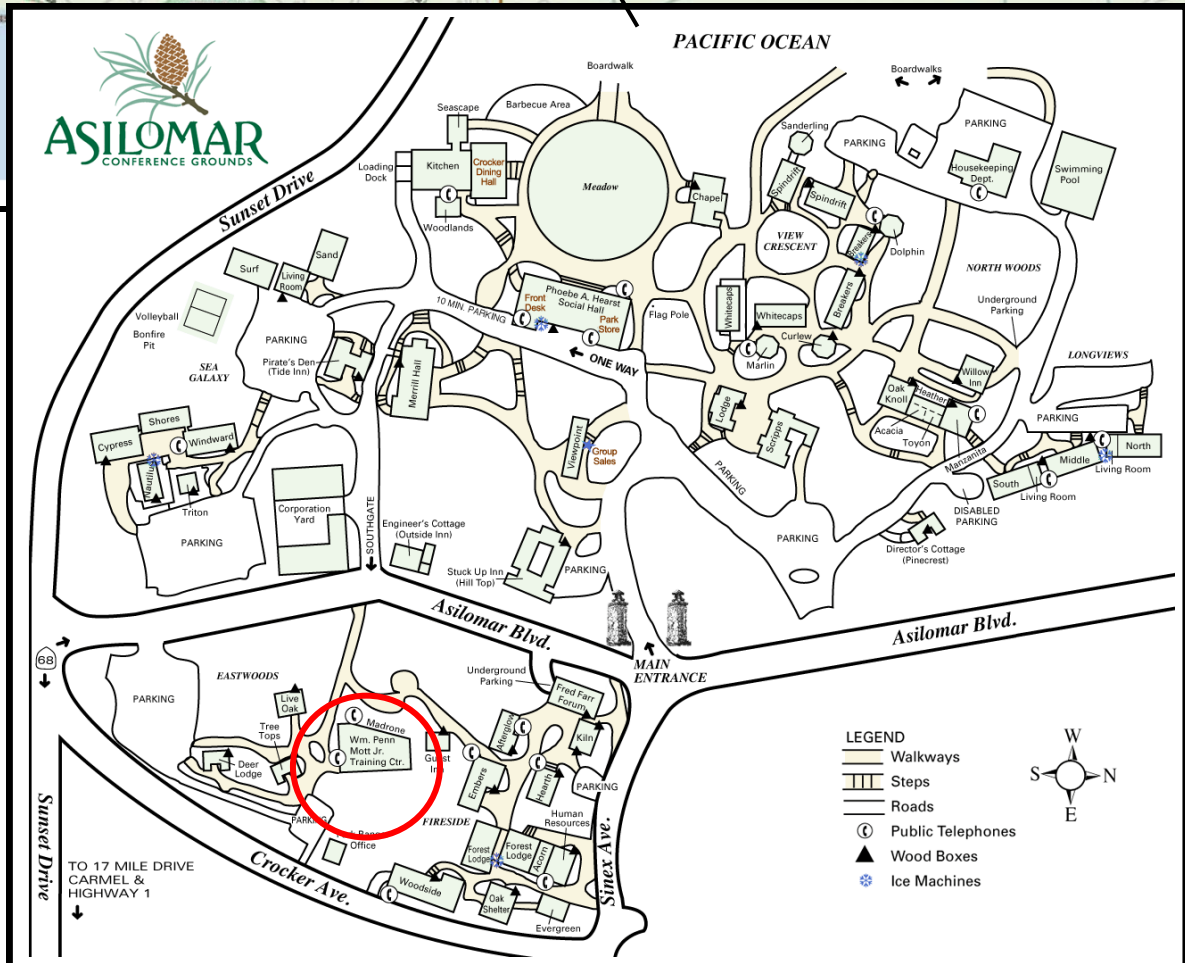 PACIFIC OCEAN
ASILOMAR
CONFERENCE GROUNDS
Boardwalk
Boardwalks
Barbecue Area
Seascape
Loading
Dock
Kitchen
Crocker
Dining
Hall
Woodlands
Meadow
Chapel
Sanderling
PARKING
Spindrift
Spindrift
VIEW
CRESCENT
Breakers
Dolphin
PARKING
Housekeeping
Dept.
Swimming
Pool
NORTH WOODS
Underground
Parking
LONGVIEWS
Sunset Drive
Surf
Living
Room
Sand
Volleyball
Bonfire
Pit
SEA
GALAXY
PARKING
Pirate's Den
(Tide Inn)
10 MIN. PARKING
Front
Desk
Phoebe A. Hearst
Social Hall
Park
Store
Flag Pole
ONE WAY
Whitecaps
Whitecaps
Breakers
Curlew
Marlin
Merrill Hall
Lodge
Scripps
Oak
Knoll
Heather
Willow
Inn
Acacia
Toyon
Manzanita
PARKING
North
Middle
Living Room
South
Living Room
DISABLED
PARKING
Director's Cottage
(Pinecrest)
Shores
Cypress
Windward
Nautilus
Triton
PARKING
Corporation
Yard
SOUTHGATE
Engineer's Cottage
(Outside Inn)
Viewpoint
Group
Sales
Stuck Up Inn
(Hill Top)
PARKING
PARKING
PARKING
Asilomar Blvd.
Asilomar Blvd.
MAIN
ENTRANCE
68
EASTWOODS
PARKING
Live
Oak
Tree
Tops
Deer
Lodge
Madrone
Wm. Penn
Mott Jr.
Training Ctr.
Guest
Inn
PARKING
Office
Underground
Parking
Fred Farr
Forum
Afterglow
Kiln
Embers
Hearth
PARKING
FIRESIDE
Human
Resources
Forest
Lodge
Forest
Lodge
Acorn
Woodside
Oak
Shelter
Evergreen
Sinex Ave.
Crocker Ave.
Sunset Drive
TO 17 MILE DRIVE
CARMEL &
HIGHWAY 1
LEGEND
Walkways
Steps
Roads
Public Telephones
Wood Boxes
Ice Machines
W
S
N
E